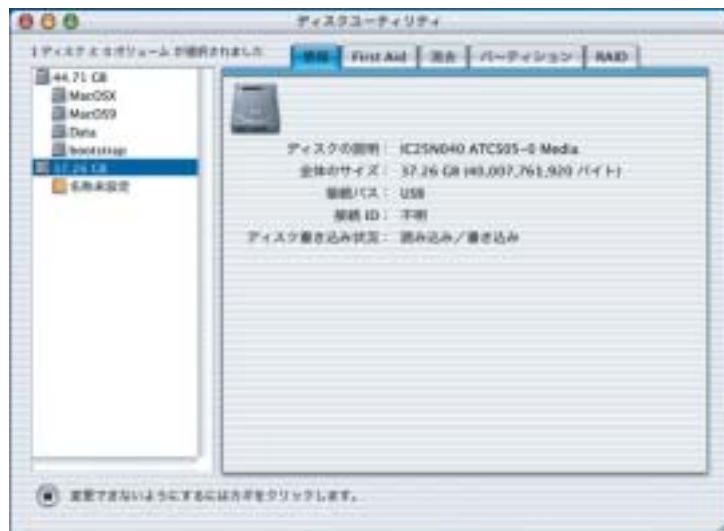 ディスクユーティリティ
1 ディスク と 0 ボリューム が選択されました
情報 First Aid 消去 パーティション RAID
44.71 GB
MacOSX
MacOS9
Data
bootstrap
37.26 GB
名称未設定
ディスクの説明： IC25N040 ATCS05-0 Media
全体のサイズ： 37.26 GB (40,007,761,920 バイト)
接続バス： USB
接続 ID： 不明
ディスク書き込み状況： 読み込み／書き込み
変更できないようにするにはカギをクリックします。